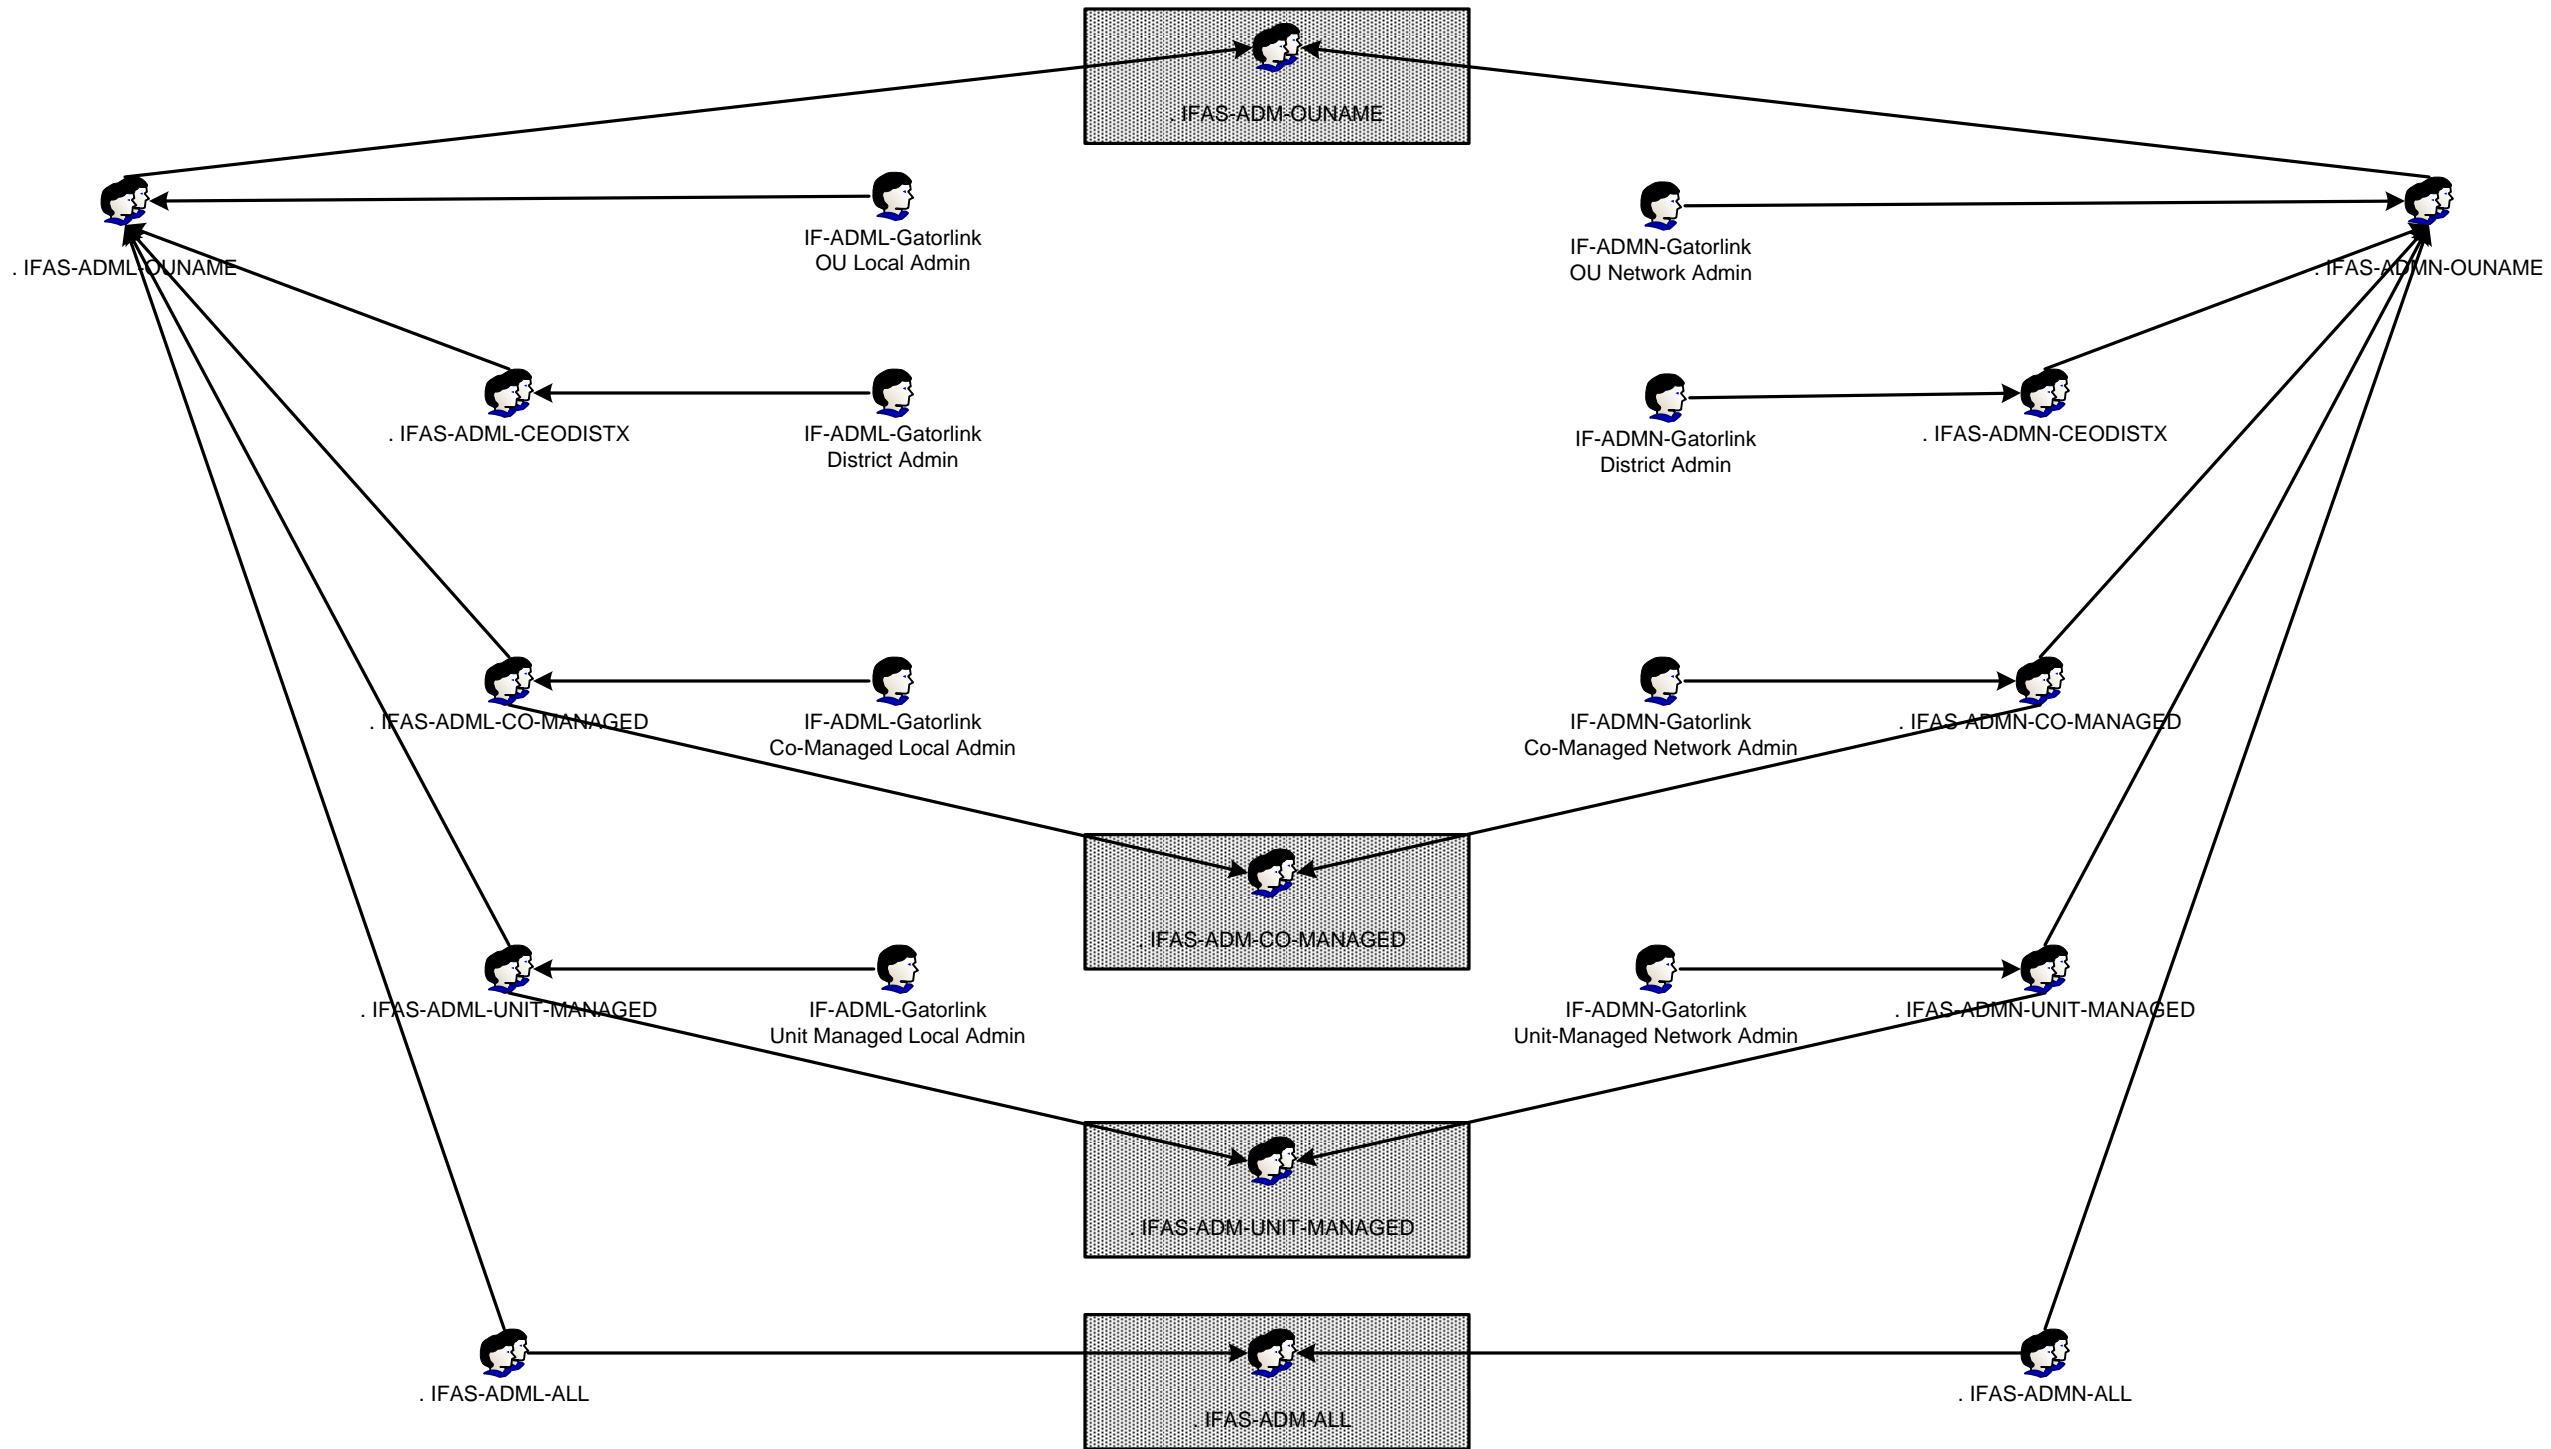 . IFAS-ADM-OUNAME
. IFAS-ADML-OUNAME
IF-ADML-Gatorlink
OU Local Admin
IF-ADMN-Gatorlink
OU Network Admin
. IFAS-ADMN-OUNAME
. IFAS-ADML-CEODISTX
IF-ADML-Gatorlink
District Admin
IF-ADMN-Gatorlink
District Admin
. IFAS-ADMN-CEODISTX
. IFAS-ADML-CO-MANAGED
IF-ADML-Gatorlink
Co-Managed Local Admin
IF-ADMN-Gatorlink
Co-Managed Network Admin
. IFAS-ADMN-CO-MANAGED
. IFAS-ADM-CO-MANAGED
. IFAS-ADML-UNIT-MANAGED
IF-ADML-Gatorlink
Unit Managed Local Admin
IF-ADMN-Gatorlink
Unit-Managed Network Admin
. IFAS-ADMN-UNIT-MANAGED
. IFAS-ADM-UNIT-MANAGED
. IFAS-ADML-ALL
. IFAS-ADM-ALL
. IFAS-ADMN-ALL